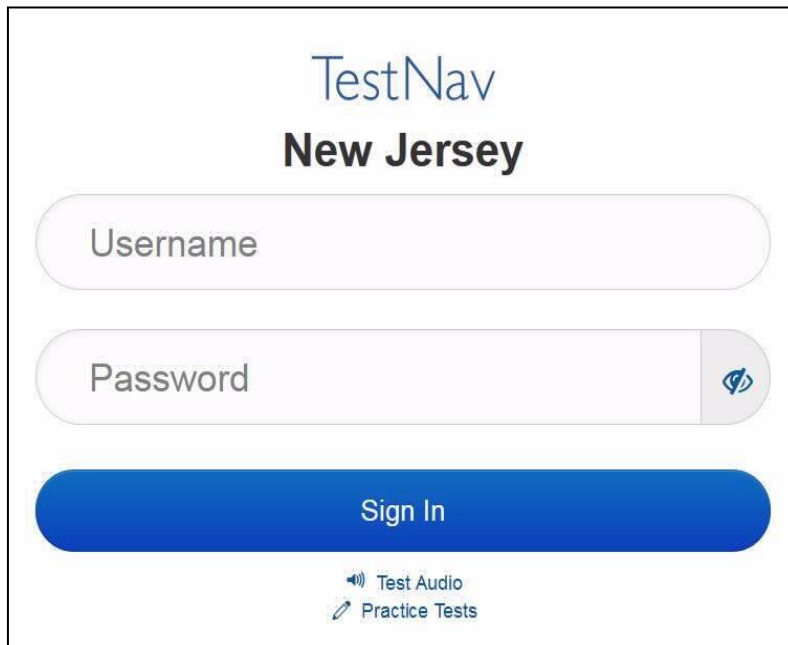 TestNav
New Jersey
Username
Password
Sign In
Test Audio
Practice Tests